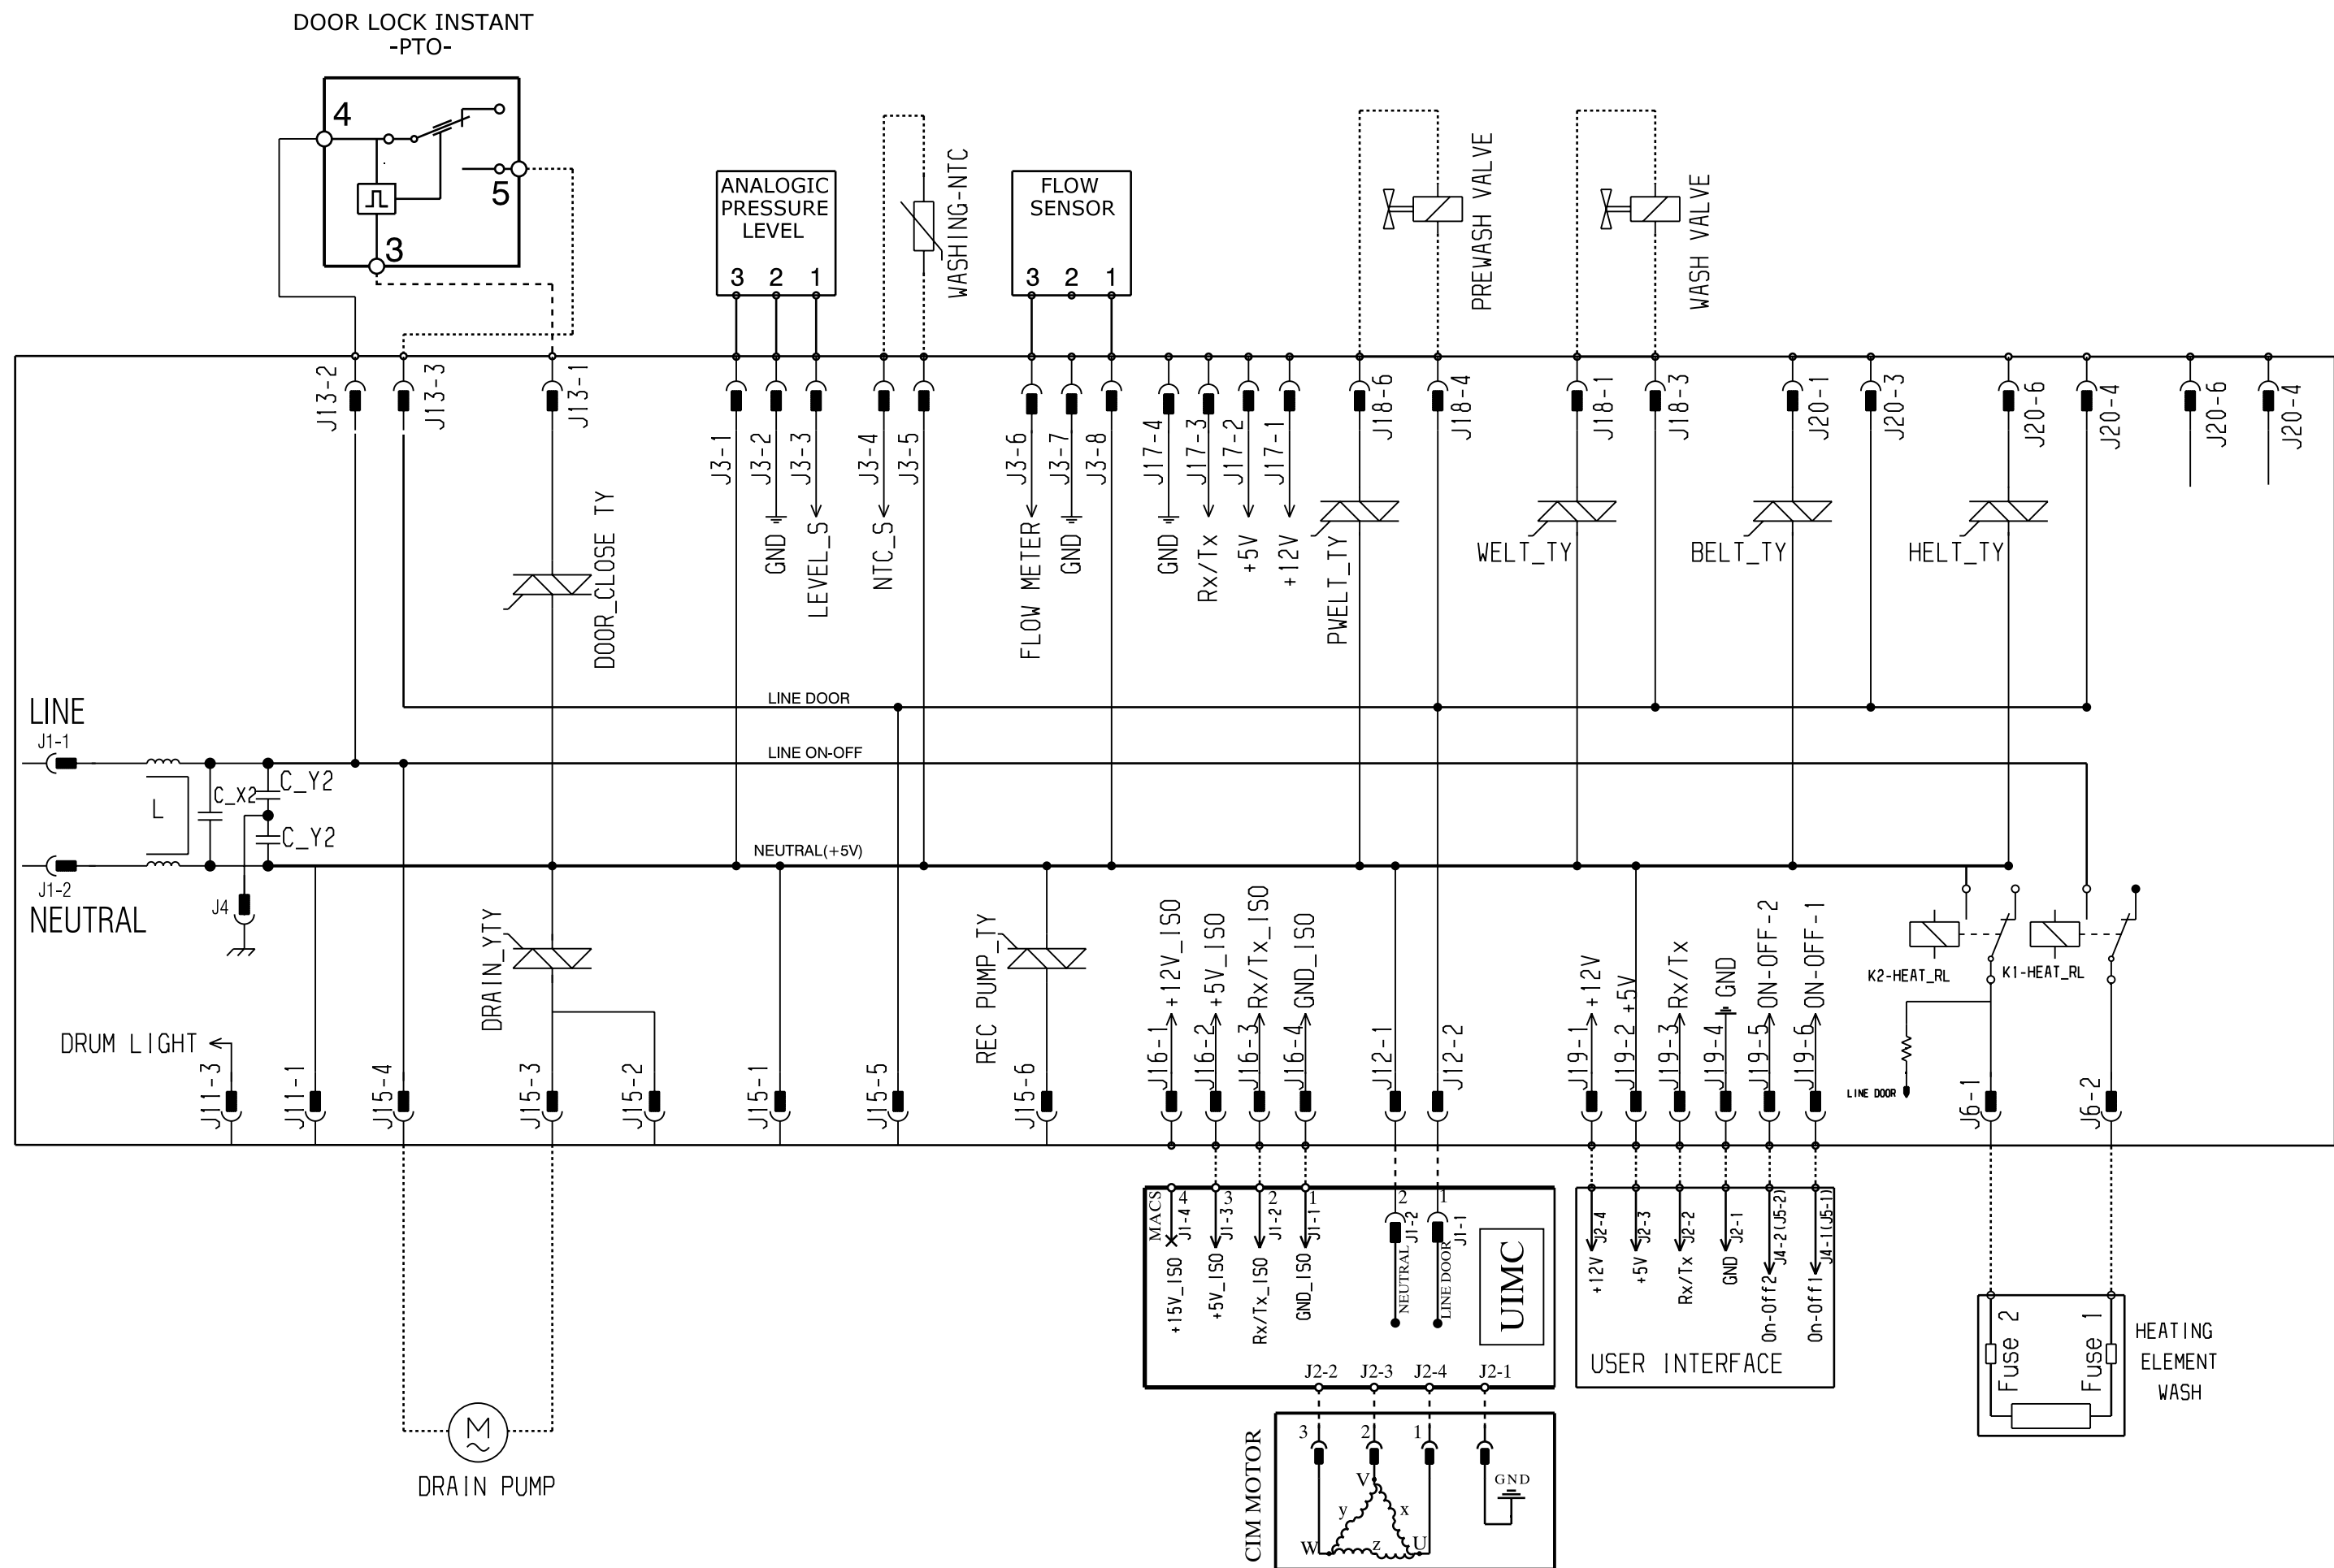 DOOR LOCK INSTANT
-PTO-
4
5
3
ANALOGIC
PRESSURE
LEVEL
3 2 1
WASHING-NTC
FLOW
SENSOR
3 2 1
PREWASH VALVE
WASH VALVE
J13-2
J13-3
J13-1
J3-1
J3-2
J3-3
J3-4
J3-5
J3-6
J3-7
J3-8
J17-4
J17-3
J17-2
J17-1
J18-6
J18-4
J18-1
J18-3
J20-1
J20-3
J20-6
J20-4
J20-6
J20-4
DOOR_CLOSE TY
GND
LEVEL_S
NTC_S
FLOW METER
GND
GND
Rx/Tx
+5V
+12V
PWELT_TY
WELT_TY
BELT_TY
HELT_TY
LINE DOOR
LINE
J1-1
LINE ON-OFF
L
C_X2
C_Y2
C_Y2
NEUTRAL(+5V)
J1-2
NEUTRAL
J4
DRAIN_YTY
REC PUMP_TY
+12V_ISO
+5V_ISO
Rx/Tx_ISO
GND_ISO
+12V
+5V
Rx/Tx
GND
ON-OFF-2
ON-OFF-1
K2-HEAT_RL
K1-HEAT_RL
LINE DOOR
DRUM LIGHT
J11-3
J11-1
J15-4
J15-3
J15-2
J15-1
J15-5
J15-6
J16-1
J16-2
J16-3
J16-4
J12-1
J12-2
J19-1
J19-2
J19-3
J19-4
J19-5
J19-6
J6-1
J6-2
MACS
4 3 2 1
2 1
J1-4
J1-3
J1-2
J1-1
J1-2
J1-1
+15V_ISO
+5V_ISO
Rx/Tx_ISO
GND_ISO
NEUTRAL
LINE DOOR
UIMC
J2-2 J2-3 J2-4 J2-1
J2-4
J2-3
J2-2
J2-1
J4-2(J5-2)
J4-1(J5-1)
+12V
+5V
Rx/Tx
GND
On-Off2
On-Off1
USER INTERFACE
Fuse 2
Fuse 1
HEATING
ELEMENT
WASH
M
DRAIN PUMP
CIM MOTOR
3 2 1
GND
V
y x
W z U